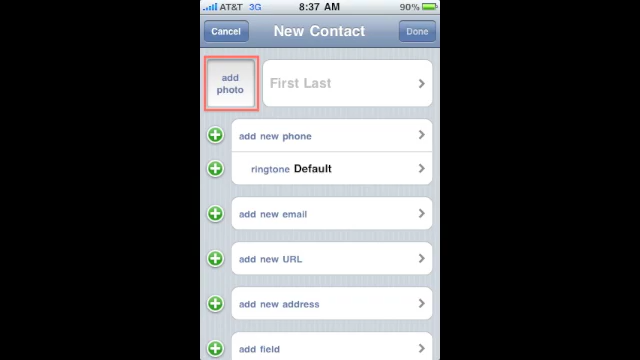 AT&T 3G 8:37 AM 90%
Cancel New Contact Done
add
photo
First Last
add new phone
ringtone Default
add new email
add new URL
add new address
add field